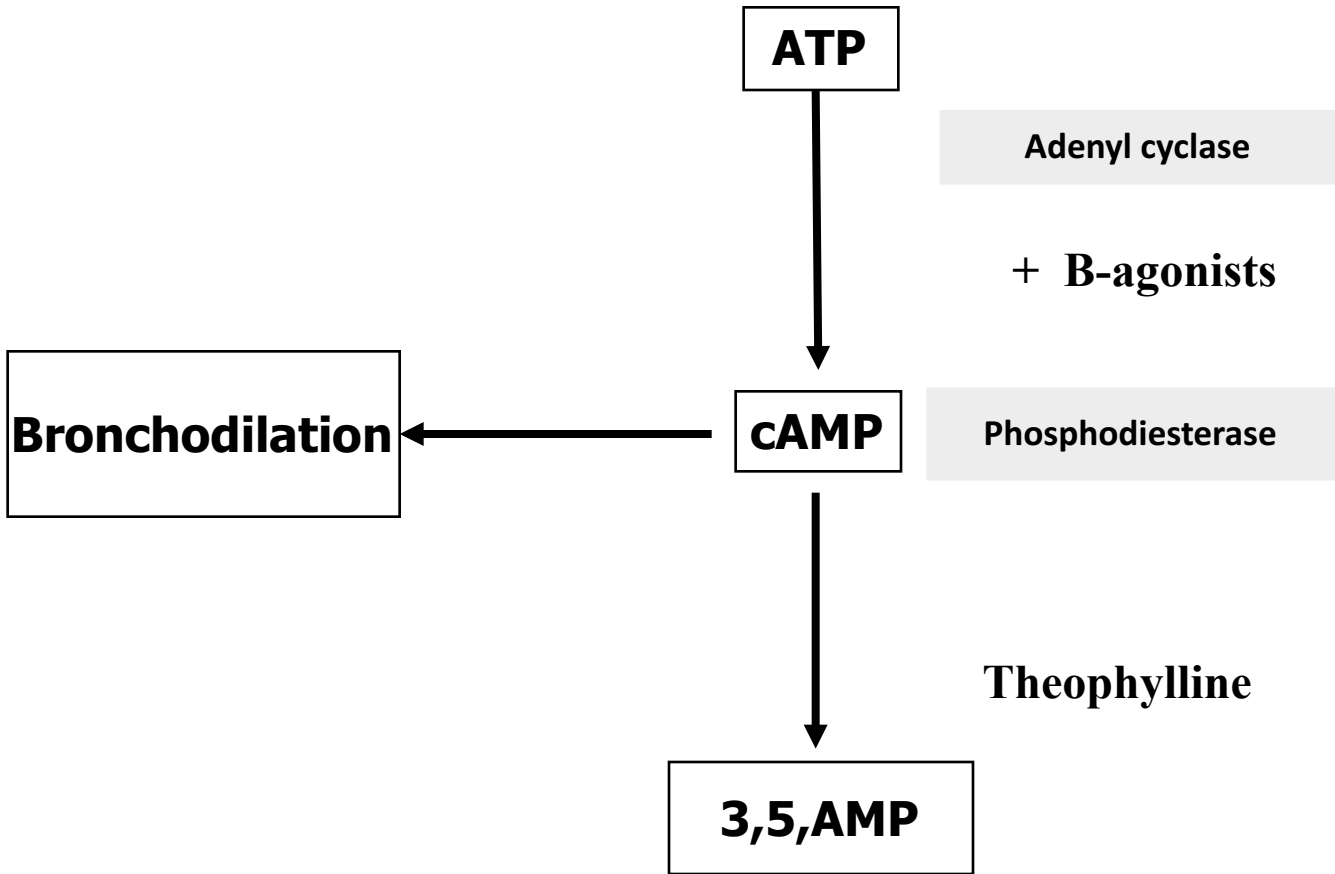 ATP
Adenyl cyclase
+ B-agonists
Bronchodilation
cAMP
Phosphodiesterase
Theophylline
3,5,AMP